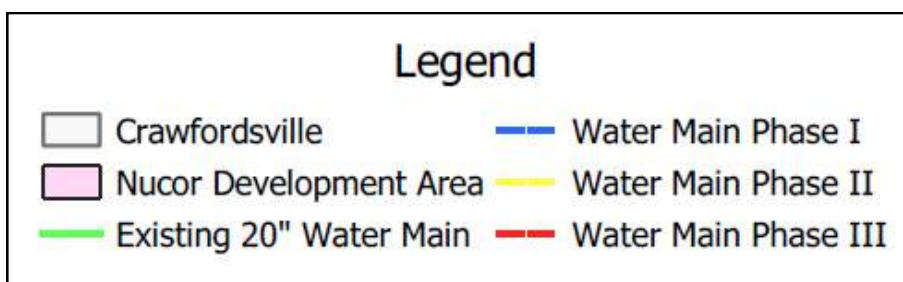 Legend
Crawfordsville
Nucor Development Area
Existing 20" Water Main
Water Main Phase I
Water Main Phase II
Water Main Phase III